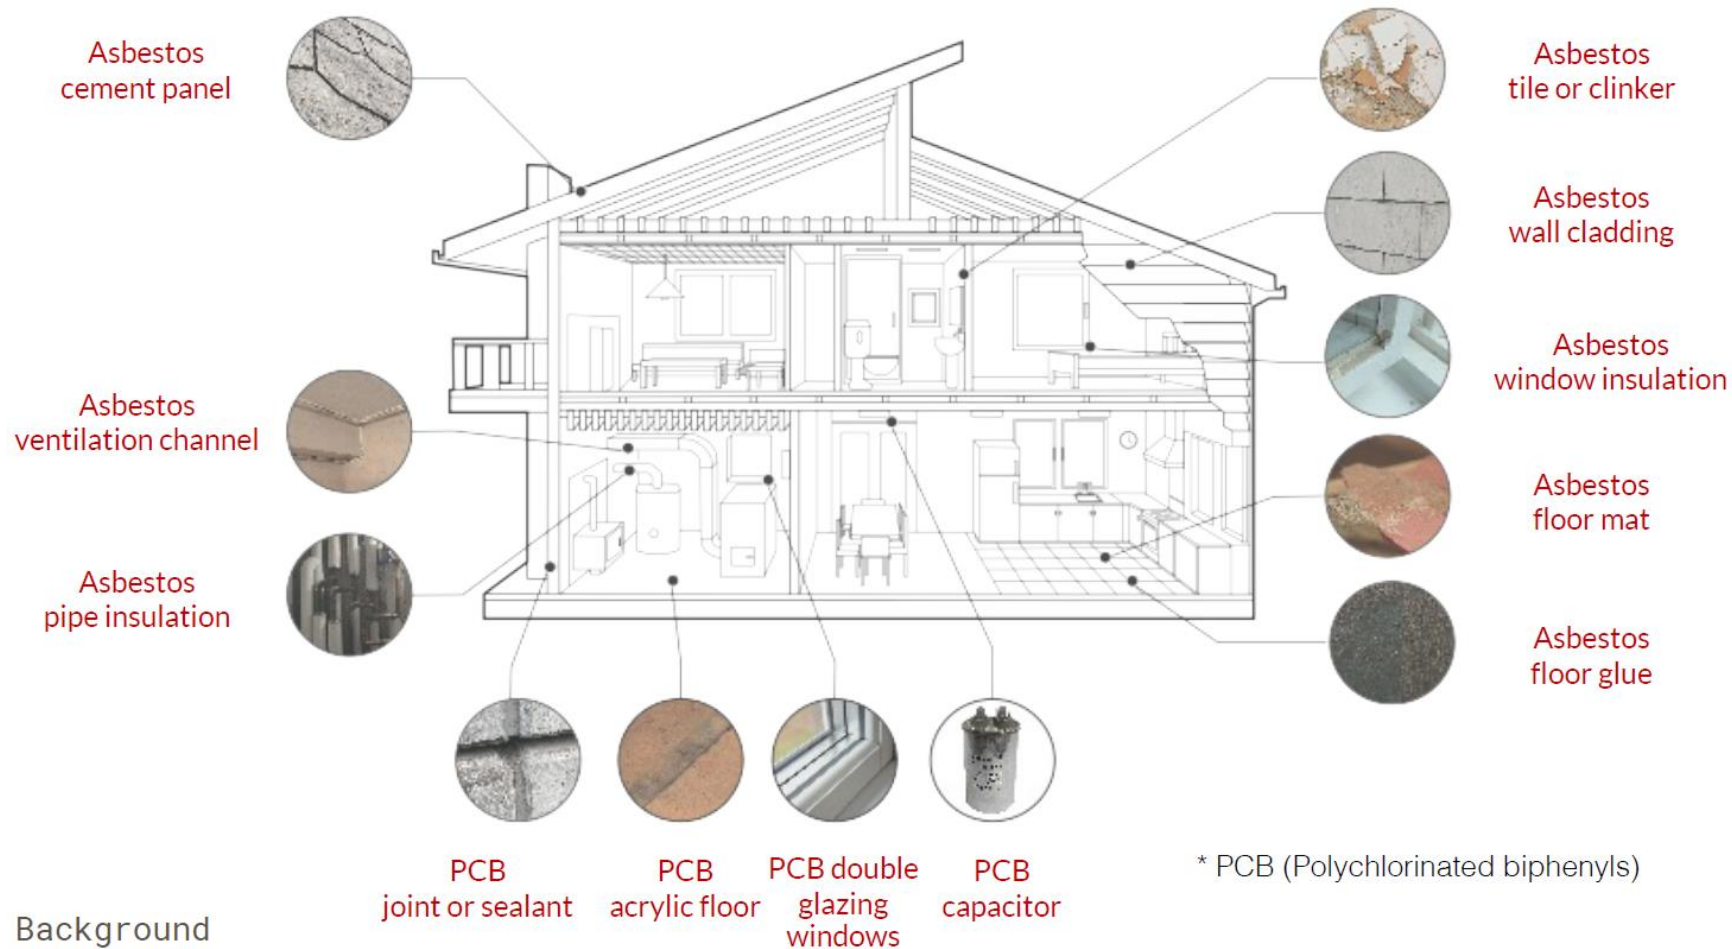 Asbestos
cement panel
Asbestos
ventilation channel
Asbestos
pipe insulation
Asbestos
tile or clinker
Asbestos
wall cladding
Asbestos
window insulation
Asbestos
floor mat
Asbestos
floor glue
PCB
joint or sealant
PCB
acrylic floor
PCB double
glazing
windows
PCB
capacitor
* PCB (Polychlorinated biphenyls)
Background